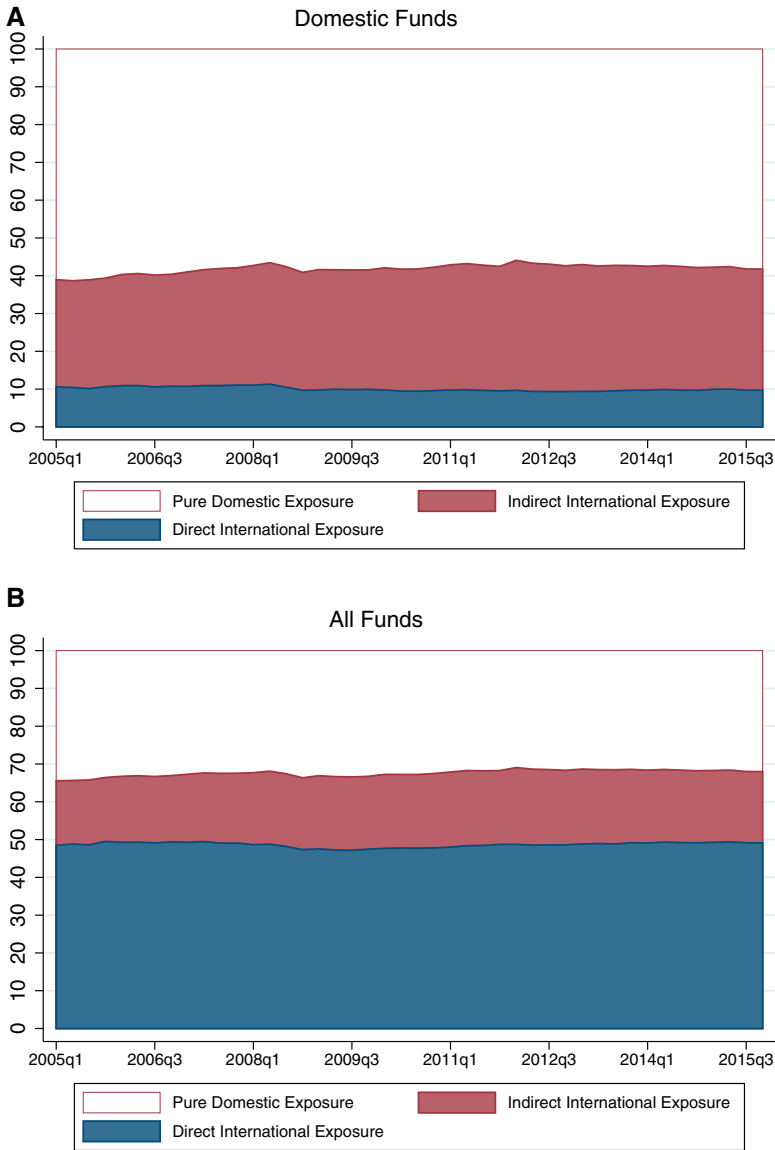 A
Domestic Funds
100
90
80
70
60
50
40
30
20
10
0
2005q1 2006q3 2008q1 2009q3 2011q1 2012q3 2014q1 2015q3
Pure Domestic Exposure Indirect International Exposure
Direct International Exposure
B
All Funds
100
90
80
70
60
50
40
30
20
10
0
2005q1 2006q3 2008q1 2009q3 2011q1 2012q3 2014q1 2015q3
Pure Domestic Exposure Indirect International Exposure
Direct International Exposure